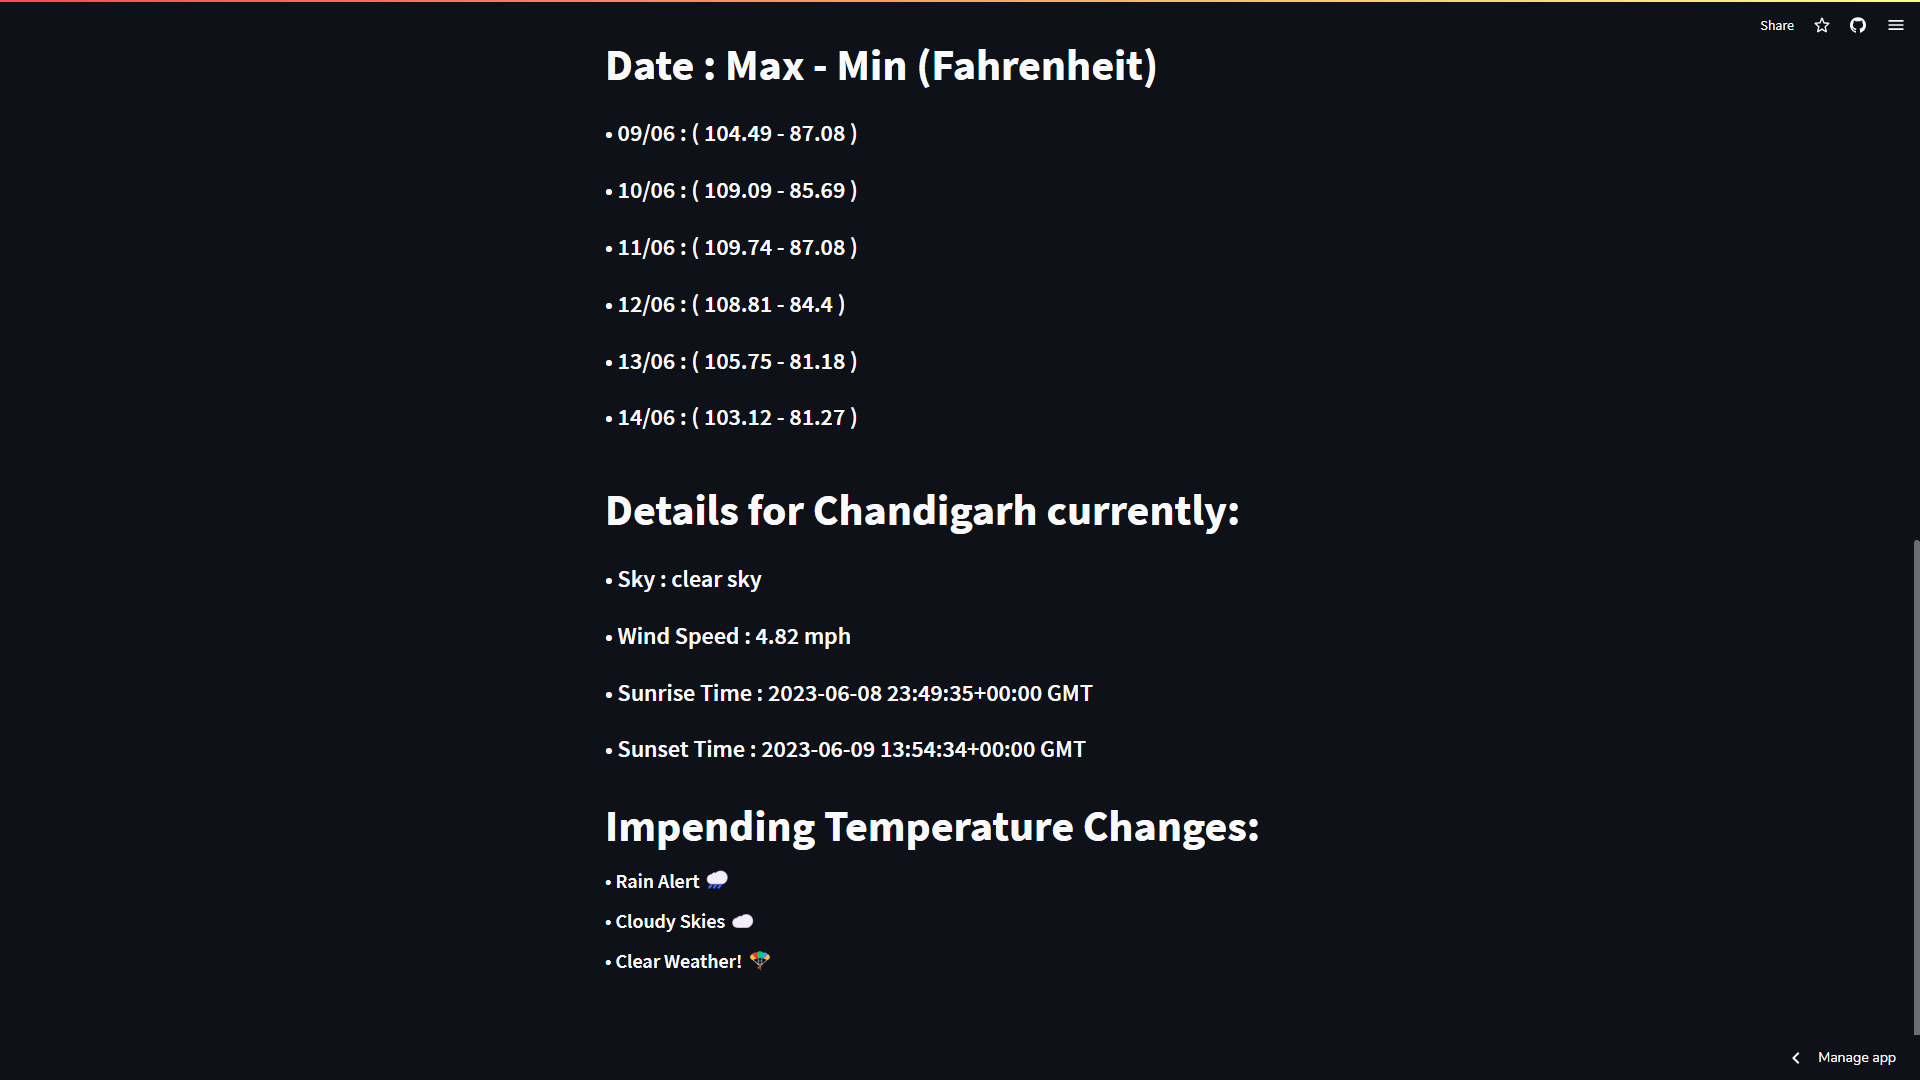 Share
Date : Max - Min (Fahrenheit)
• 09/06 : ( 104.49 - 87.08 )
• 10/06 : ( 109.09 - 85.69 )
• 11/06 : ( 109.74 - 87.08 )
• 12/06 : ( 108.81 - 84.4 )
• 13/06 : ( 105.75 - 81.18 )
• 14/06 : ( 103.12 - 81.27 )
Details for Chandigarh currently:
• Sky : clear sky
• Wind Speed : 4.82 mph
• Sunrise Time : 2023-06-08 23:49:35+00:00 GMT
• Sunset Time : 2023-06-09 13:54:34+00:00 GMT
Impending Temperature Changes:
• Rain Alert 🌧️
• Cloudy Skies ☁️
• Clear Weather! 🪂
Manage app